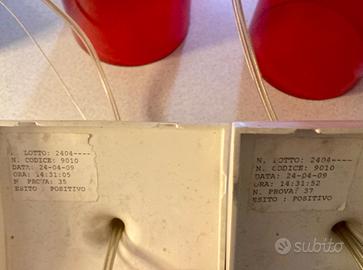 N. LOTTO: 2404----
N. CODICE: 9010
DATA: 24-04-09
ORA: 14:31:05
N. PROVA: 35
ESITO : POSITIVO
N. LOTTO: 2404----
N. CODICE: 9010
DATA: 24-04-09
ORA: 14:31:52
N. PROVA: 37
ESITO : POSITIVO
subito